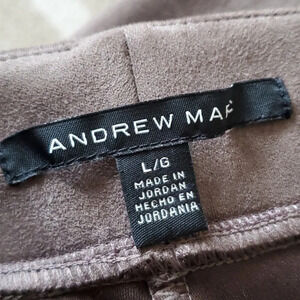 ANDREW MAR
L/G
MADE IN
JORDAN
HECHO EN
JORDANIA